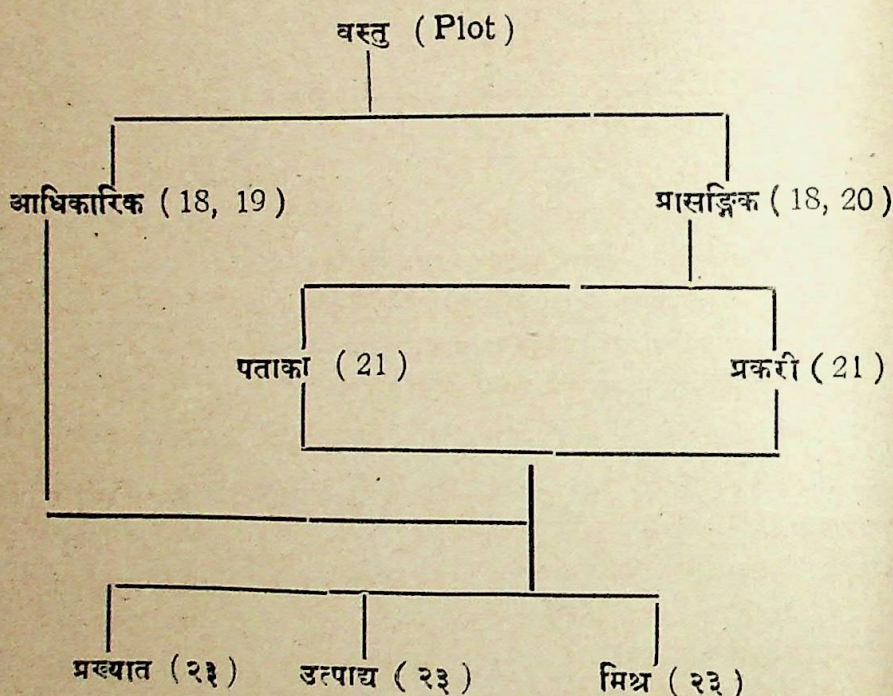 वस्तु ( Plot )
आधिकारिक ( 18, 19 ) प्रासङ्गिक ( 18, 20 )
पताका ( 21 ) प्रकरी ( 21 )
प्रख्यात ( २३ ) उत्पाद्य ( २३ ) मिश्र ( २३ )